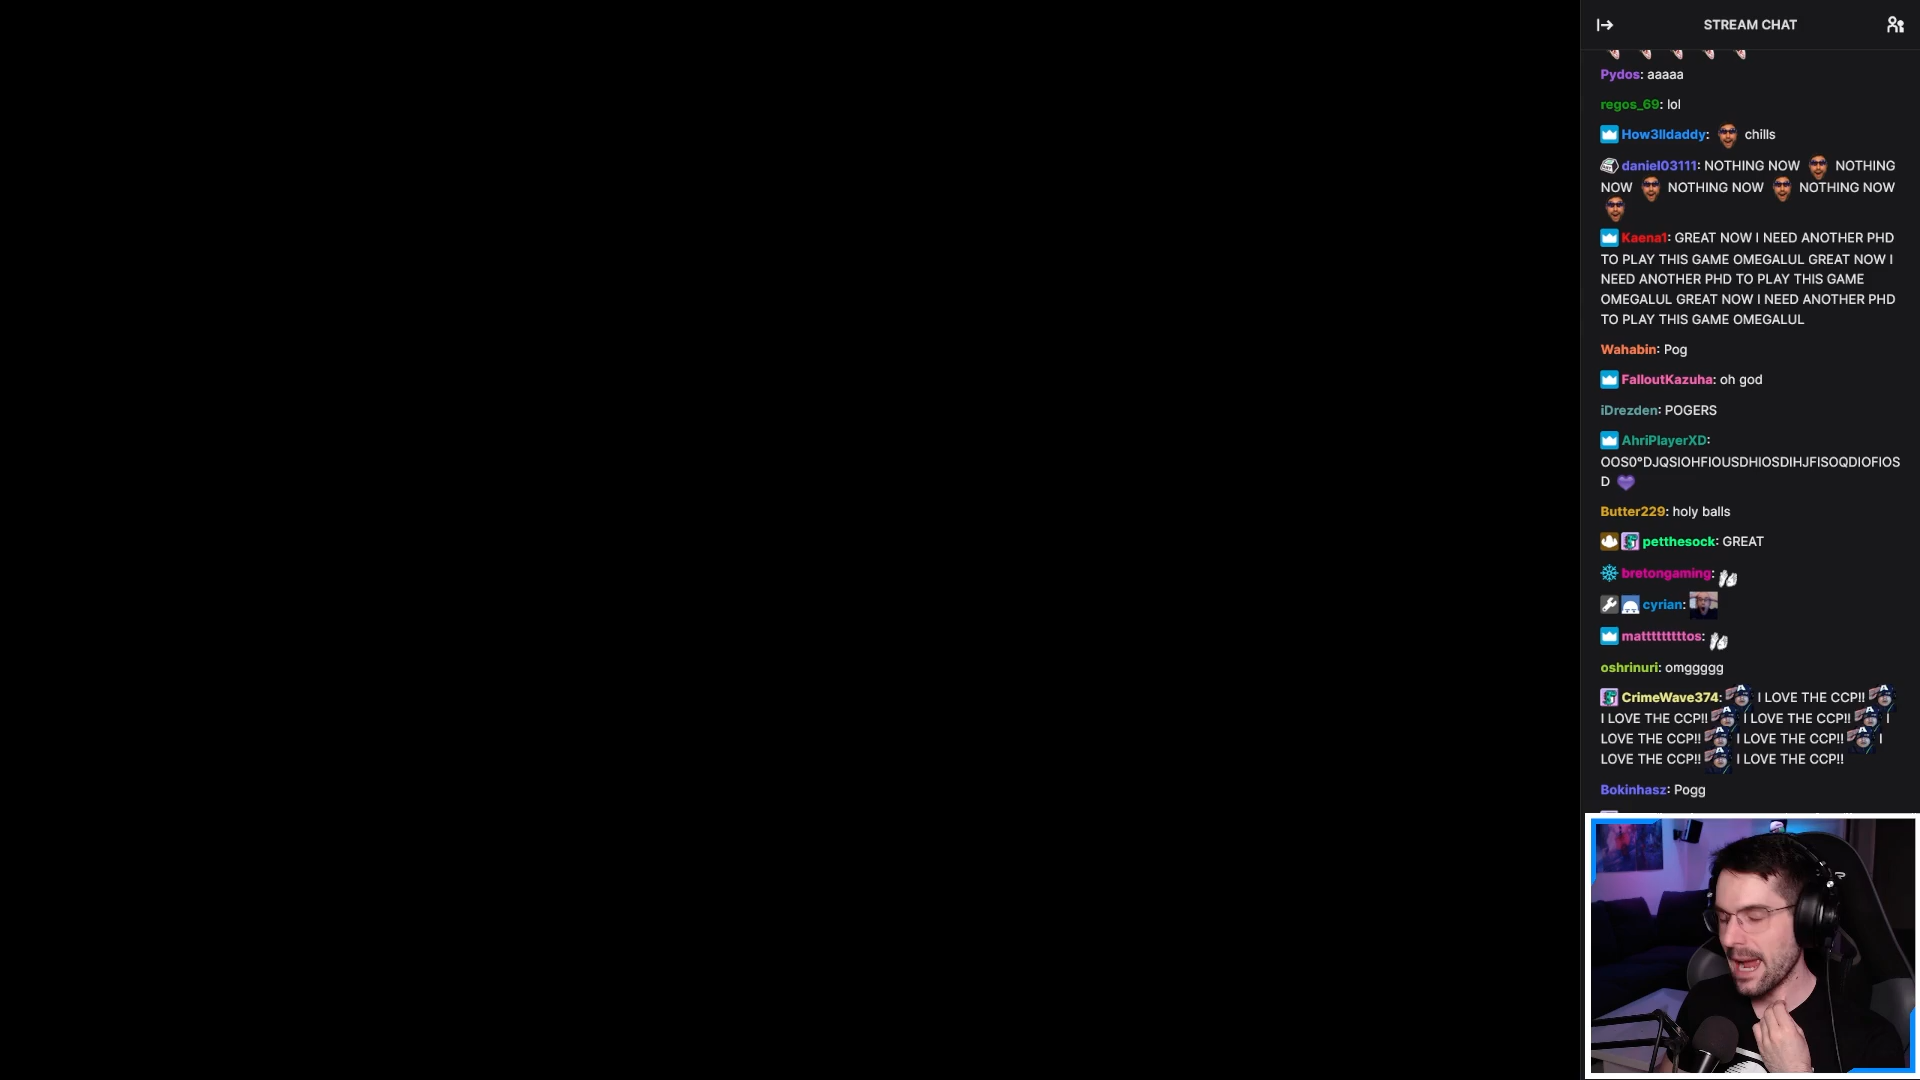 STREAM CHAT
Pydos: aaaaa
regos_69: lol
How3lldaddy: chills
daniel03111: NOTHING NOW NOTHING
NOW NOTHING NOW NOTHING NOW
Kaena1: GREAT NOW I NEED ANOTHER PHD
TO PLAY THIS GAME OMEGALUL GREAT NOW I
NEED ANOTHER PHD TO PLAY THIS GAME
OMEGALUL GREAT NOW I NEED ANOTHER PHD
TO PLAY THIS GAME OMEGALUL
Wahabin: Pog
FalloutKazuha: oh god
iDrezden: POGERS
AhriPlayerXD:
OOS0°DJQSIOHFIOUSDHIOSDIHJFISOQDIOFIOS
D
Butter229: holy balls
petthesock: GREAT
bretongaming:
cyrian:
matttttttttos:
oshrinuri: omggggg
CrimeWave374: I LOVE THE CCP!!
I LOVE THE CCP!! I LOVE THE CCP!! I
LOVE THE CCP!! I LOVE THE CCP!! I
LOVE THE CCP!! I LOVE THE CCP!!
Bokinhasz: Pogg